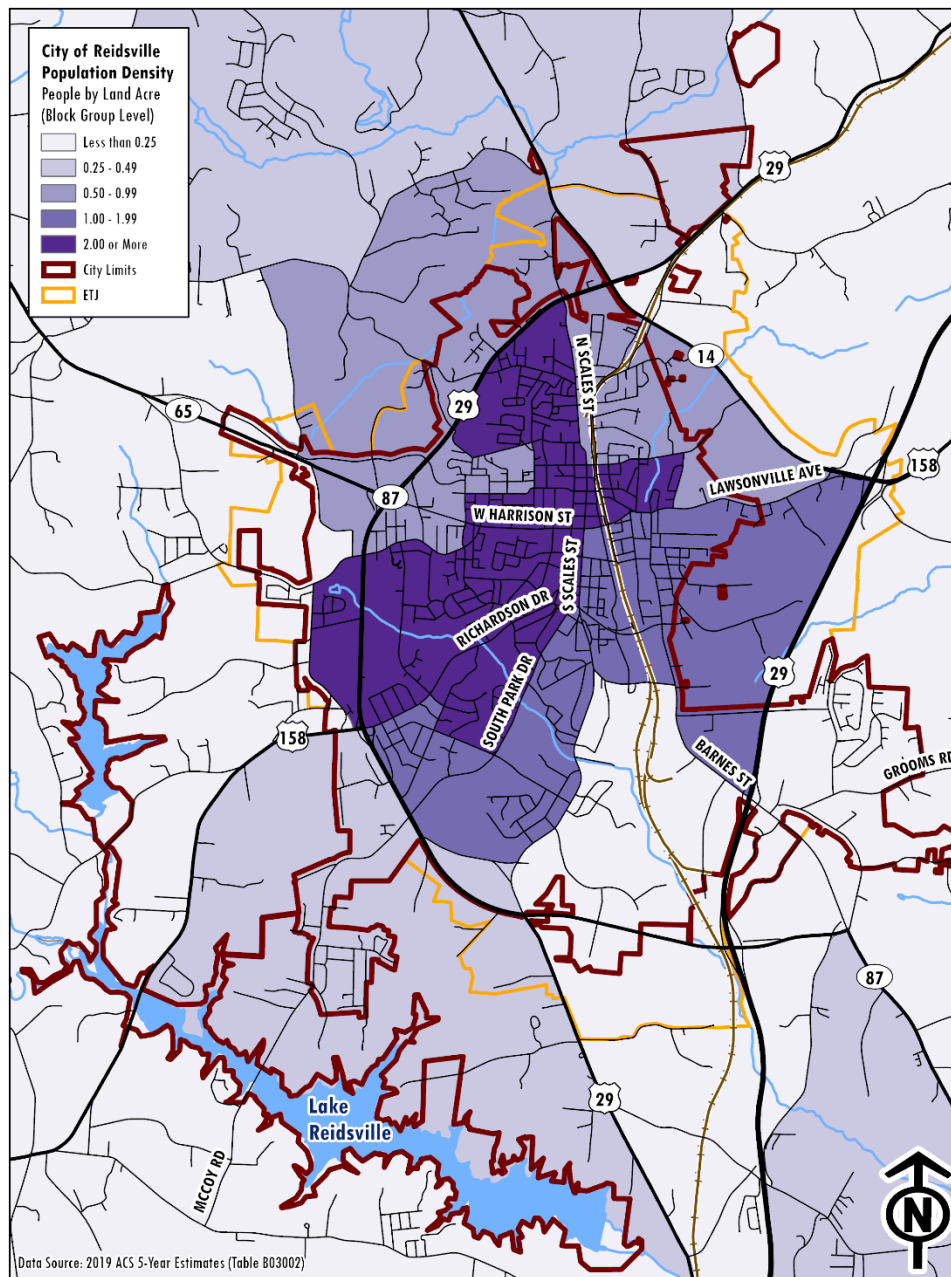 City of Reidsville
Population Density
People by Land Acre
(Block Group Level)
Less than 0.25
0.25 - 0.49
0.50 - 0.99
1.00 - 1.99
2.00 or More
City Limits
ETJ
29
N SCALES ST
14
65
29
158
LAWSONVILLE AVE
87
W HARRISON ST
S SCALES ST
RICHARDSON DR
SOUTH PARK DR
29
158
BARNES ST
GROOMS RD
87
29
Lake
Reidsville
MCCOY RD
N
Data Source: 2019 ACS 5-Year Estimates (Table B03002)